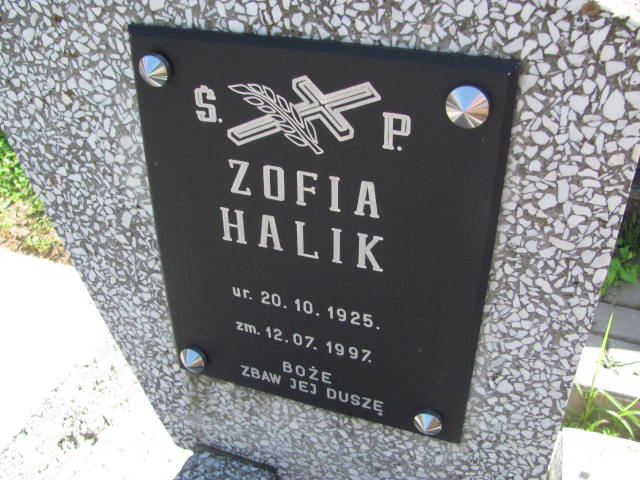 Ś. P.
ZOFIA
HALIK
ur. 20. 10. 1925.
zm. 12. 07. 1997.
BOŻE
ZBAW JEJ DUSZĘ